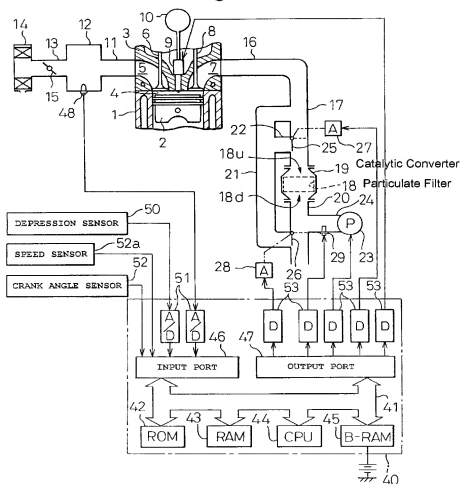 10
14
13
12
3
6
9
8
16
11
5
7
15
4
17
48
1
2
22
A
25
27
18u
19
Catalytic Converter
21
18
Particulate Filter
20
18d
24
P
23
DEPRESSION SENSOR
50
26
29
SPEED SENSOR
52a
28
A
53
53
53
CRANK ANGLE SENSOR
52
51
A/D
A/D
46
47
D
D
D
D
D
INPUT PORT
OUTPUT PORT
41
42
43
44
45
ROM
RAM
CPU
B-RAM
40